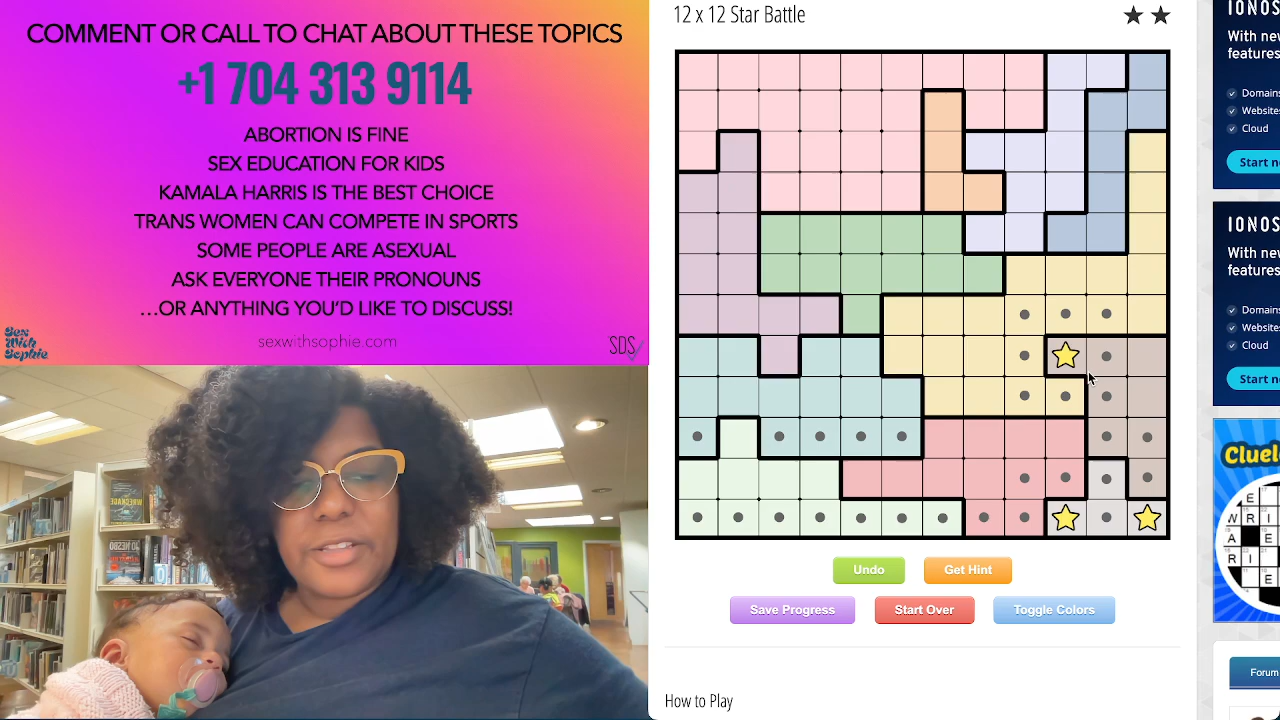 COMMENT OR CALL TO CHAT ABOUT THESE TOPICS
+1 704 313 9114
ABORTION IS FINE
SEX EDUCATION FOR KIDS
KAMALA HARRIS IS THE BEST CHOICE
TRANS WOMEN CAN COMPETE IN SPORTS
SOME PEOPLE ARE ASEXUAL
ASK EVERYONE THEIR PRONOUNS
…OR ANYTHING YOU'D LIKE TO DISCUSS!
sexwithsophie.com
Sex With Sophie
SDS
12 x 12 Star Battle
Undo
Get Hint
Save Progress
Start Over
Toggle Colors
How to Play
IONOS
With new
features
Domains
Websites
Cloud
Start no
IONOS
With new
features
Domains
Websites
Cloud
Start no
Cluele
Forum